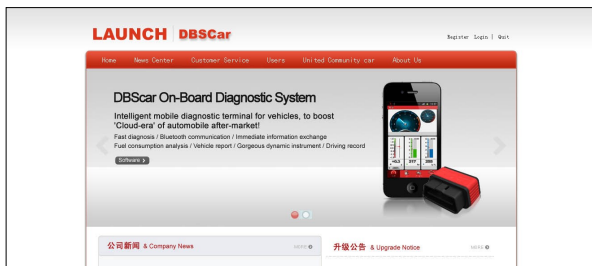 LAUNCH DBSCar
Register Login | Quit
Home News Center Customer Service Users United Community car About Us
DBScar On-Board Diagnostic System
Intelligent mobile diagnostic terminal for vehicles, to boost
'Cloud-era' of automobile after-market!
Fast diagnosis / Bluetooth communication / Immediate information exchange
Fuel consumption analysis / Vehicle report / Gorgeous dynamic instrument / Driving record
Software >
公司新闻 & Company News MORE
升级公告 & Upgrade Notice MORE